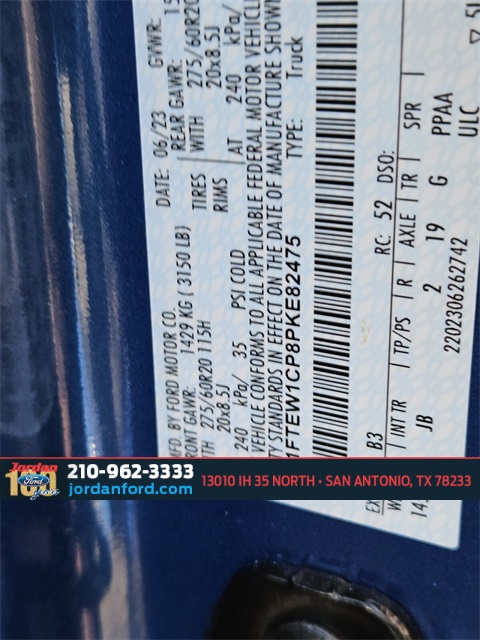 MFD. BY FORD MOTOR CO.
DATE: 06/23 GVWR:
FRONT GAWR: 1429 KG ( 3150 LB) REAR GAWR:
275/60R20 115H TIRES WITH 275/60R20
20x8.5J RIMS 20x8.5J
240 kPa/ 35 PSI COLD AT 240 kPa/
VEHICLE CONFORMS TO ALL APPLICABLE FEDERAL MOTOR VEHICLE
STANDARDS IN EFFECT ON THE DATE OF MANUFACTURE SHOWN
1FTEW1CP8PKE82475 TYPE: Truck
B3 RC: 52 DSO:
INT TR TP/PS R AXLE TR SPR
JB 2 19 G PPAA
2202306262742 ULC
Jordan
100
Ford
210-962-3333
jordanford.com
13010 IH 35 NORTH • SAN ANTONIO, TX 78233